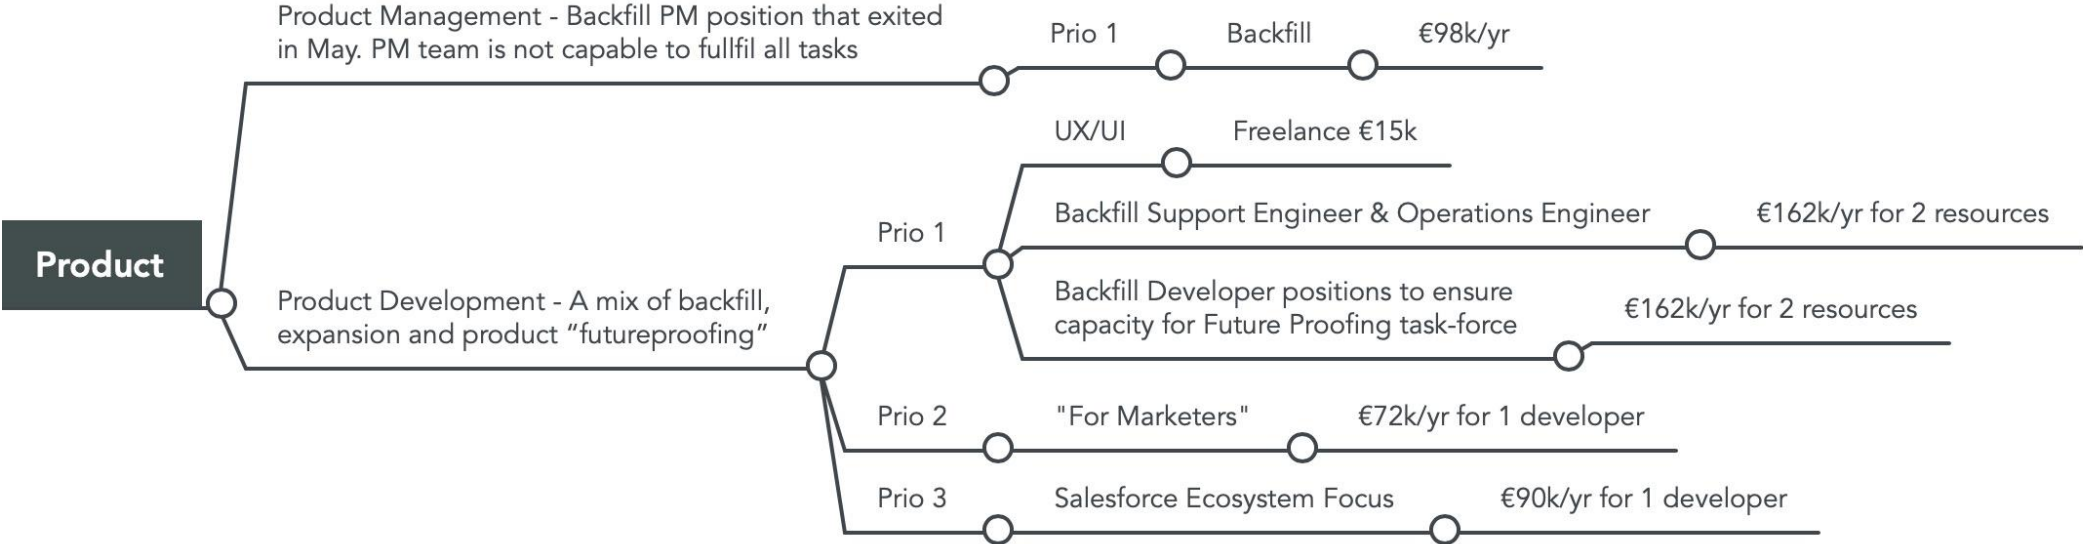 Product Management - Backfill PM position that exited
in May. PM team is not capable to fullfil all tasks
Prio 1
Backfill
€98k/yr
UX/UI
Freelance €15k
Prio 1
Backfill Support Engineer & Operations Engineer
€162k/yr for 2 resources
Product
Product Development - A mix of backfill,
expansion and product “futureproofing”
Backfill Developer positions to ensure
capacity for Future Proofing task-force
€162k/yr for 2 resources
Prio 2
"For Marketers"
€72k/yr for 1 developer
Prio 3
Salesforce Ecosystem Focus
€90k/yr for 1 developer